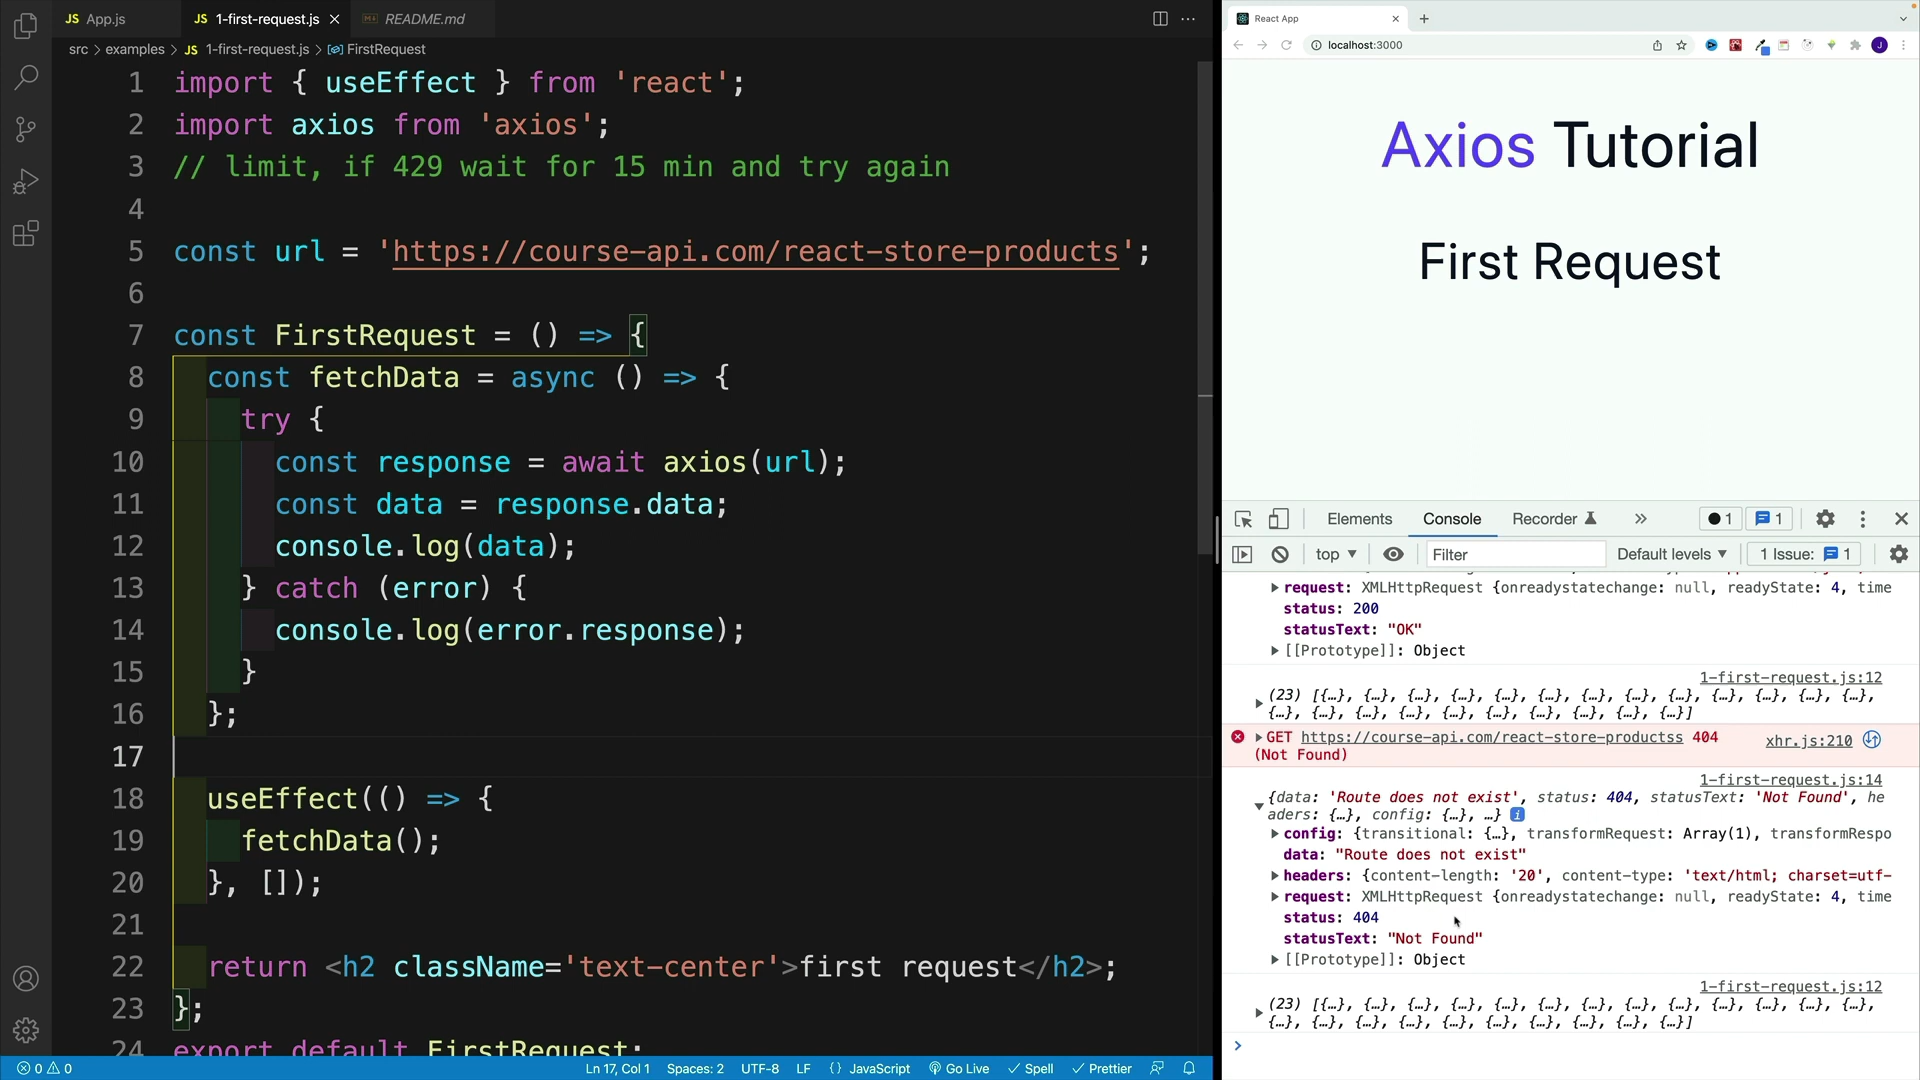 JS App.js
JS 1-first-request.js
README.md
src > examples > JS 1-first-request.js > FirstRequest
1 import { useEffect } from 'react';
2 import axios from 'axios';
3 // limit, if 429 wait for 15 min and try again
4
5 const url = 'https://course-api.com/react-store-products';
6
7 const FirstRequest = () => {
8 const fetchData = async () => {
9 try {
10 const response = await axios(url);
11 const data = response.data;
12 console.log(data);
13 } catch (error) {
14 console.log(error.response);
15 }
16 };
17
18 useEffect(() => {
19 fetchData();
20 }, []);
21
22 return <h2 className='text-center'>first request</h2>;
23 };
24 export default FirstRequest;
0 0
Ln 17, Col 1 Spaces: 2 UTF-8 LF {} JavaScript Go Live Spell Prettier
React App
localhost:3000
J
Axios Tutorial
First Request
Elements Console Recorder 1 1
top Filter Default levels 1 Issue: 1
request: XMLHttpRequest {onreadystatechange: null, readyState: 4, time
status: 200
statusText: "OK"
[[Prototype]]: Object
1-first-request.js:12
(23) [{…}, {…}, {…}, {…}, {…}, {…}, {…}, {…}, {…}, {…}, {…}, {…}, {…},
{…}, {…}, {…}, {…}, {…}, {…}, {…}, {…}, {…}]
GET https://course-api.com/react-store-productss 404 xhr.js:210
(Not Found)
1-first-request.js:14
{data: 'Route does not exist', status: 404, statusText: 'Not Found', he
aders: {…}, config: {…}, …}
config: {transitional: {…}, transformRequest: Array(1), transformRespo
data: "Route does not exist"
headers: {content-length: '20', content-type: 'text/html; charset=utf-
request: XMLHttpRequest {onreadystatechange: null, readyState: 4, time
status: 404
statusText: "Not Found"
[[Prototype]]: Object
1-first-request.js:12
(23) [{…}, {…}, {…}, {…}, {…}, {…}, {…}, {…}, {…}, {…}, {…}, {…}, {…},
{…}, {…}, {…}, {…}, {…}, {…}, {…}, {…}, {…}]